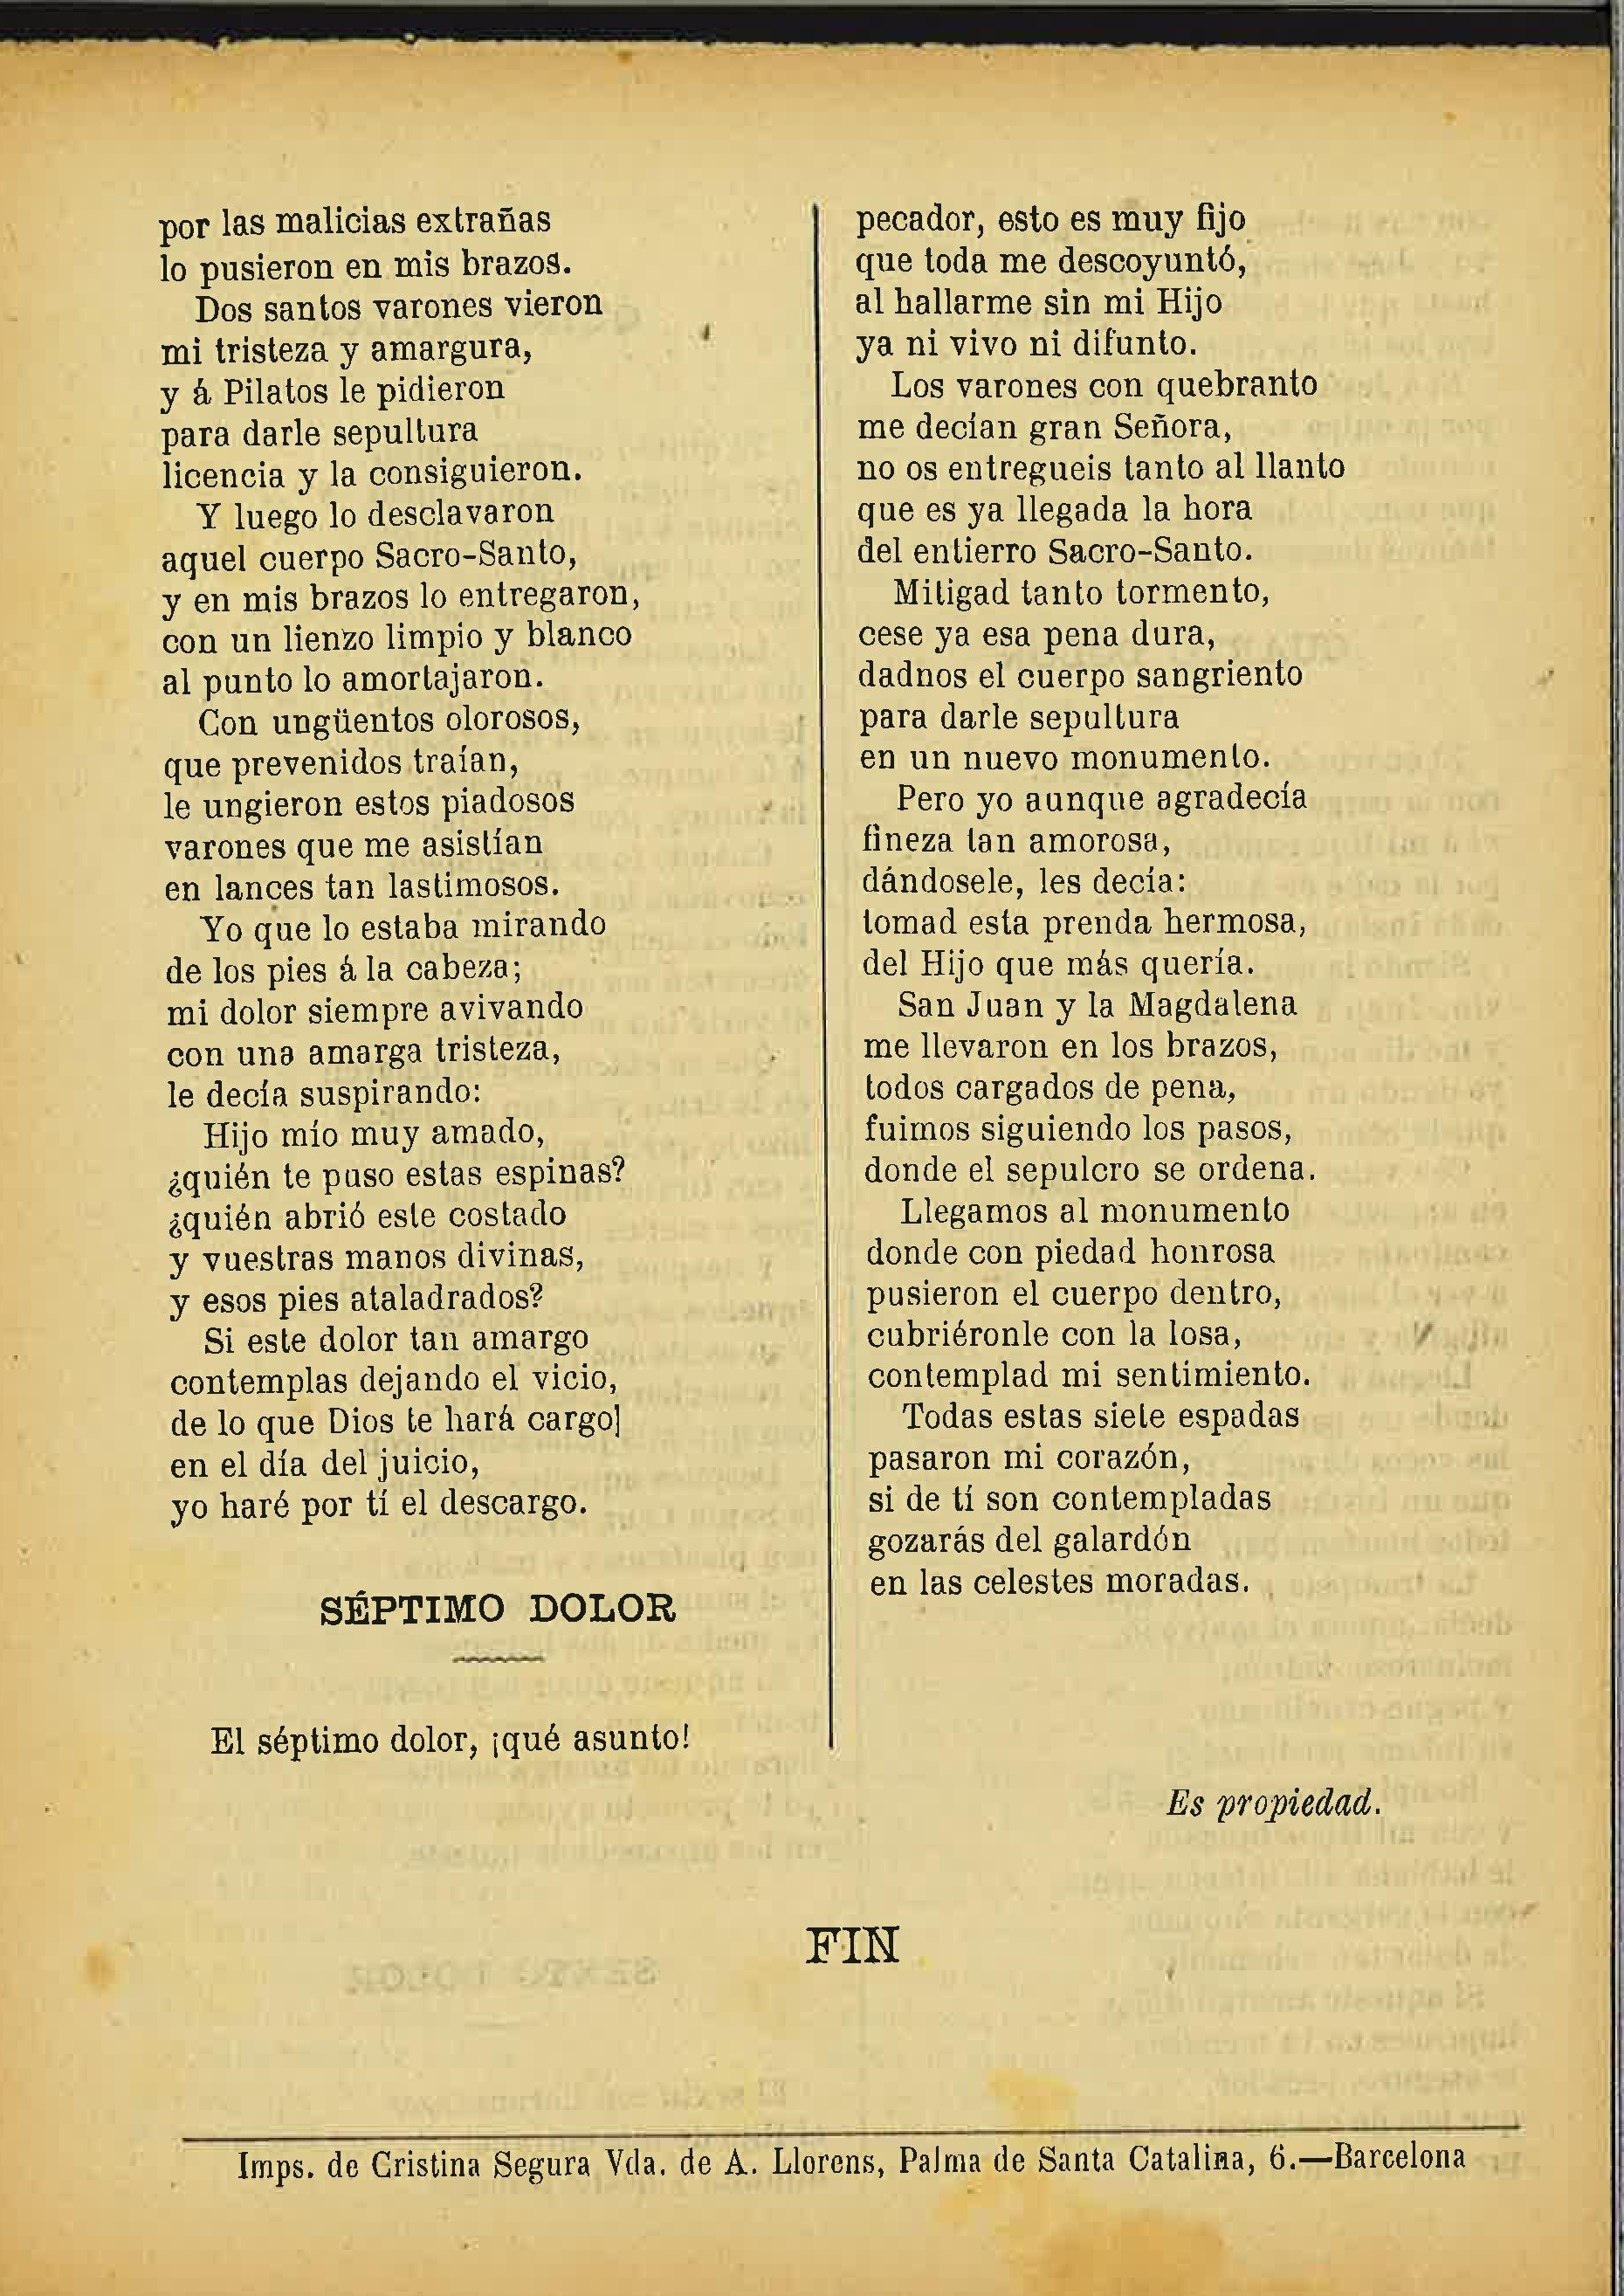 por las malicias extrañas
lo pusieron en mis brazos.
Dos santos varones vieron
mi tristeza y amargura,
y á Pilatos le pidieron
para darle sepultura
licencia y la consiguieron.
Y luego lo desclavaron
aquel cuerpo Sacro-Santo,
y en mis brazos lo entregaron,
con un lienzo limpio y blanco
al punto lo amortajaron.
Con ungüentos olorosos,
que prevenidos traían,
le ungieron estos piadosos
varones que me asistían
en lances tan lastimosos.
Yo que lo estaba mirando
de los pies á la cabeza;
mi dolor siempre avivando
con una amarga tristeza,
le decía suspirando:
Hijo mío muy amado,
¿quién te puso estas espinas?
¿quién abrió este costado
y vuestras manos divinas,
y esos pies ataladrados?
Si este dolor tan amargo
contemplas dejando el vicio,
de lo que Dios te hará cargo]
en el día del juicio,
yo haré por tí el descargo.
SÉPTIMO DOLOR
El séptimo dolor, ¡qué asunto!
pecador, esto es muy fijo
que toda me descoyuntó,
al hallarme sin mi Hijo
ya ni vivo ni difunto.
Los varones con quebranto
me decían gran Señora,
no os entregueis tanto al llanto
que es ya llegada la hora
del entierro Sacro-Santo.
Mitigad tanto tormento,
cese ya esa pena dura,
dadnos el cuerpo sangriento
para darle sepultura
en un nuevo monumento.
Pero yo aunque agradecía
fineza tan amorosa,
dándosele, les decía:
tomad esta prenda hermosa,
del Hijo que más quería.
San Juan y la Magdalena
me llevaron en los brazos,
todos cargados de pena,
fuimos siguiendo los pasos,
donde el sepulcro se ordena.
Llegamos al monumento
donde con piedad honrosa
pusieron el cuerpo dentro,
cubriéronle con la losa,
contemplad mi sentimiento.
Todas estas siete espadas
pasaron mi corazón,
si de tí son contempladas
gozarás del galardón
en las celestes moradas.
Es propiedad.
FIN
Imps. de Cristina Segura Vda. de A. Llorens, Palma de Santa Catalina, 6.—Barcelona